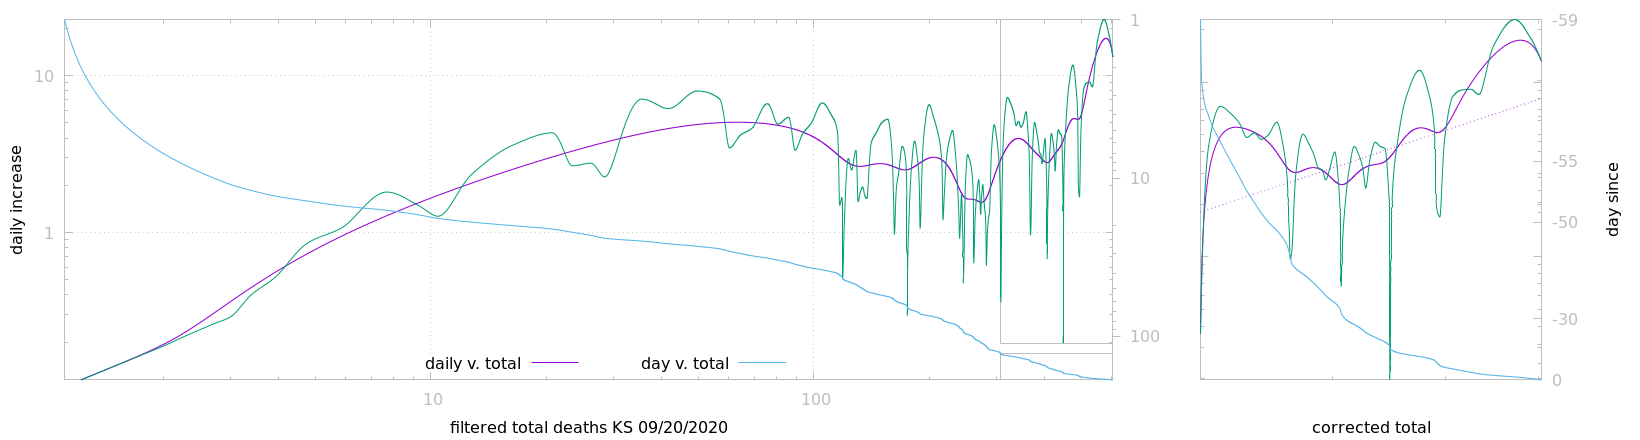 daily increase
10
1
10
100
filtered total deaths KS 09/20/2020
daily v. total
day v. total
1
10
100
-59
-55
-50
-30
0
day since
corrected total